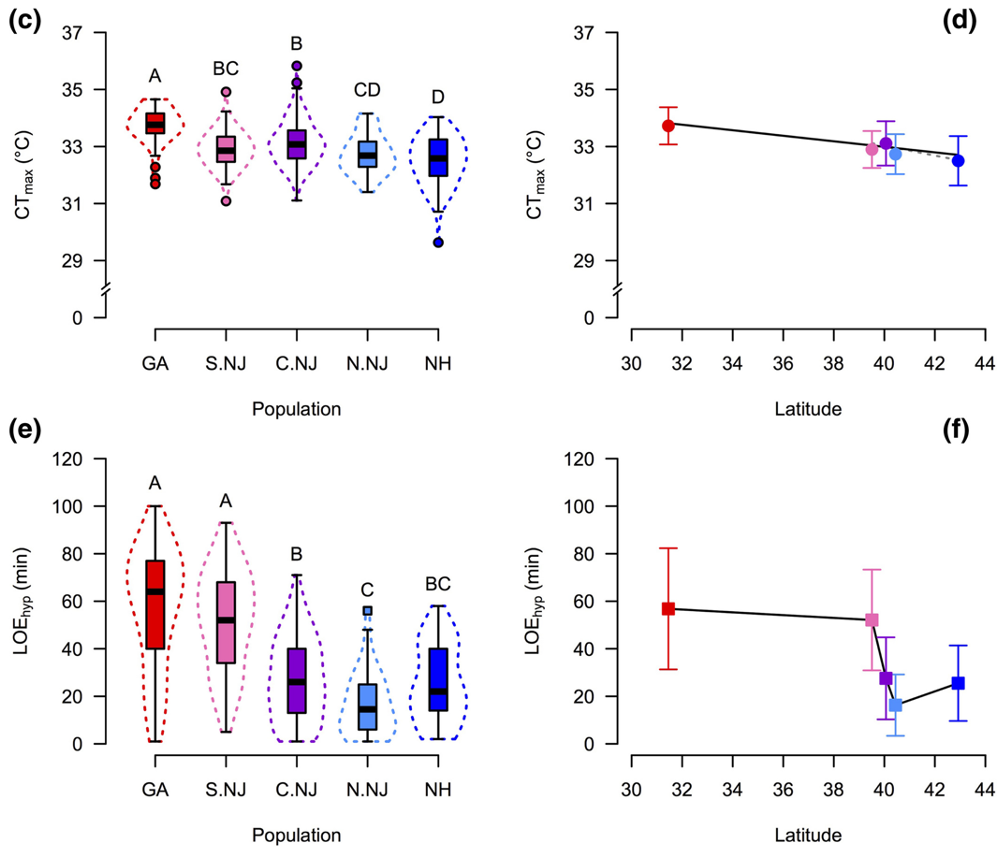 (c)
37
35
33
31
29
0
CTmax (°C)
A
BC
B
CD
D
GA S.NJ C.NJ N.NJ NH
Population
(d)
37
35
33
31
29
0
CTmax (°C)
30 32 34 36 38 40 42 44
Latitude
(e)
120
100
80
60
40
20
0
LOEhyp (min)
A
A
B
C
BC
GA S.NJ C.NJ N.NJ NH
Population
(f)
120
100
80
60
40
20
0
LOEhyp (min)
30 32 34 36 38 40 42 44
Latitude